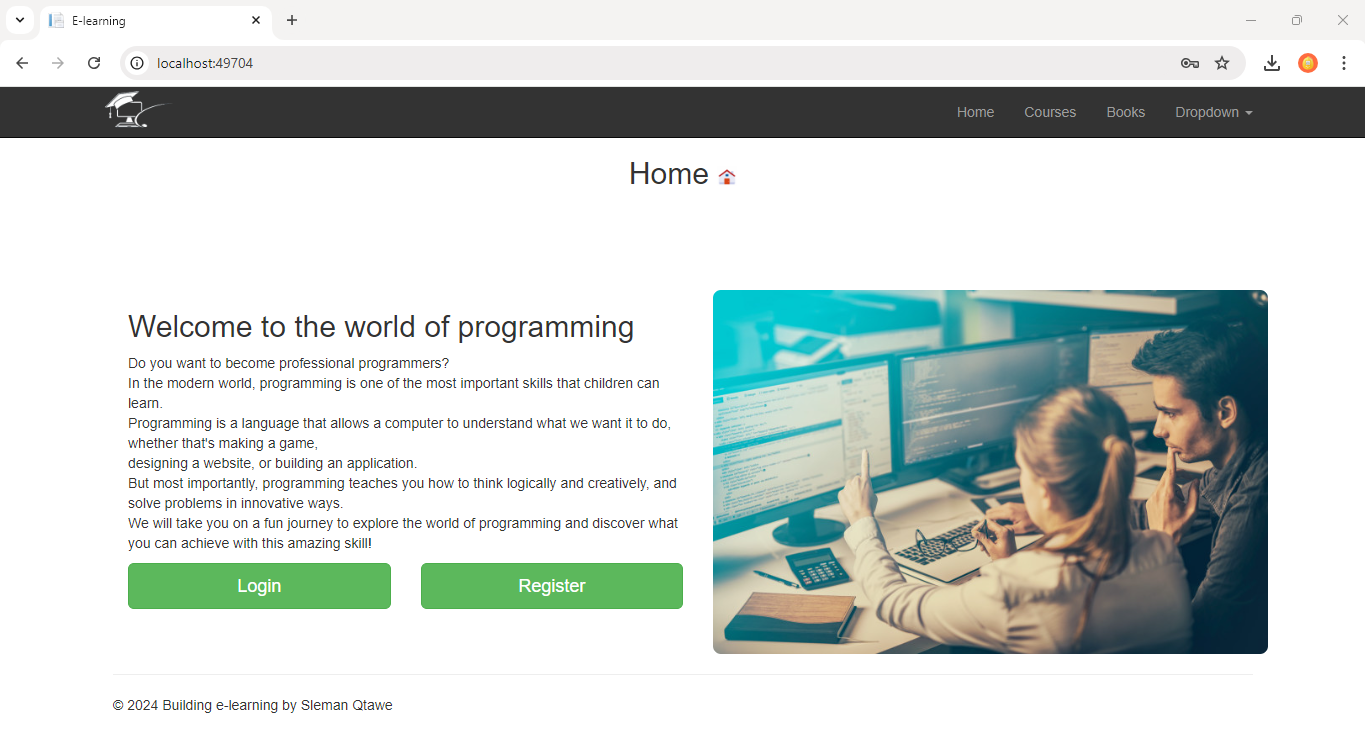 E-learning
localhost:49704
Home Courses Books Dropdown
Home
Welcome to the world of programming
Do you want to become professional programmers?
In the modern world, programming is one of the most important skills that children can
learn.
Programming is a language that allows a computer to understand what we want it to do,
whether that's making a game,
designing a website, or building an application.
But most importantly, programming teaches you how to think logically and creatively, and
solve problems in innovative ways.
We will take you on a fun journey to explore the world of programming and discover what
you can achieve with this amazing skill!
Login Register
© 2024 Building e-learning by Sleman Qtawe